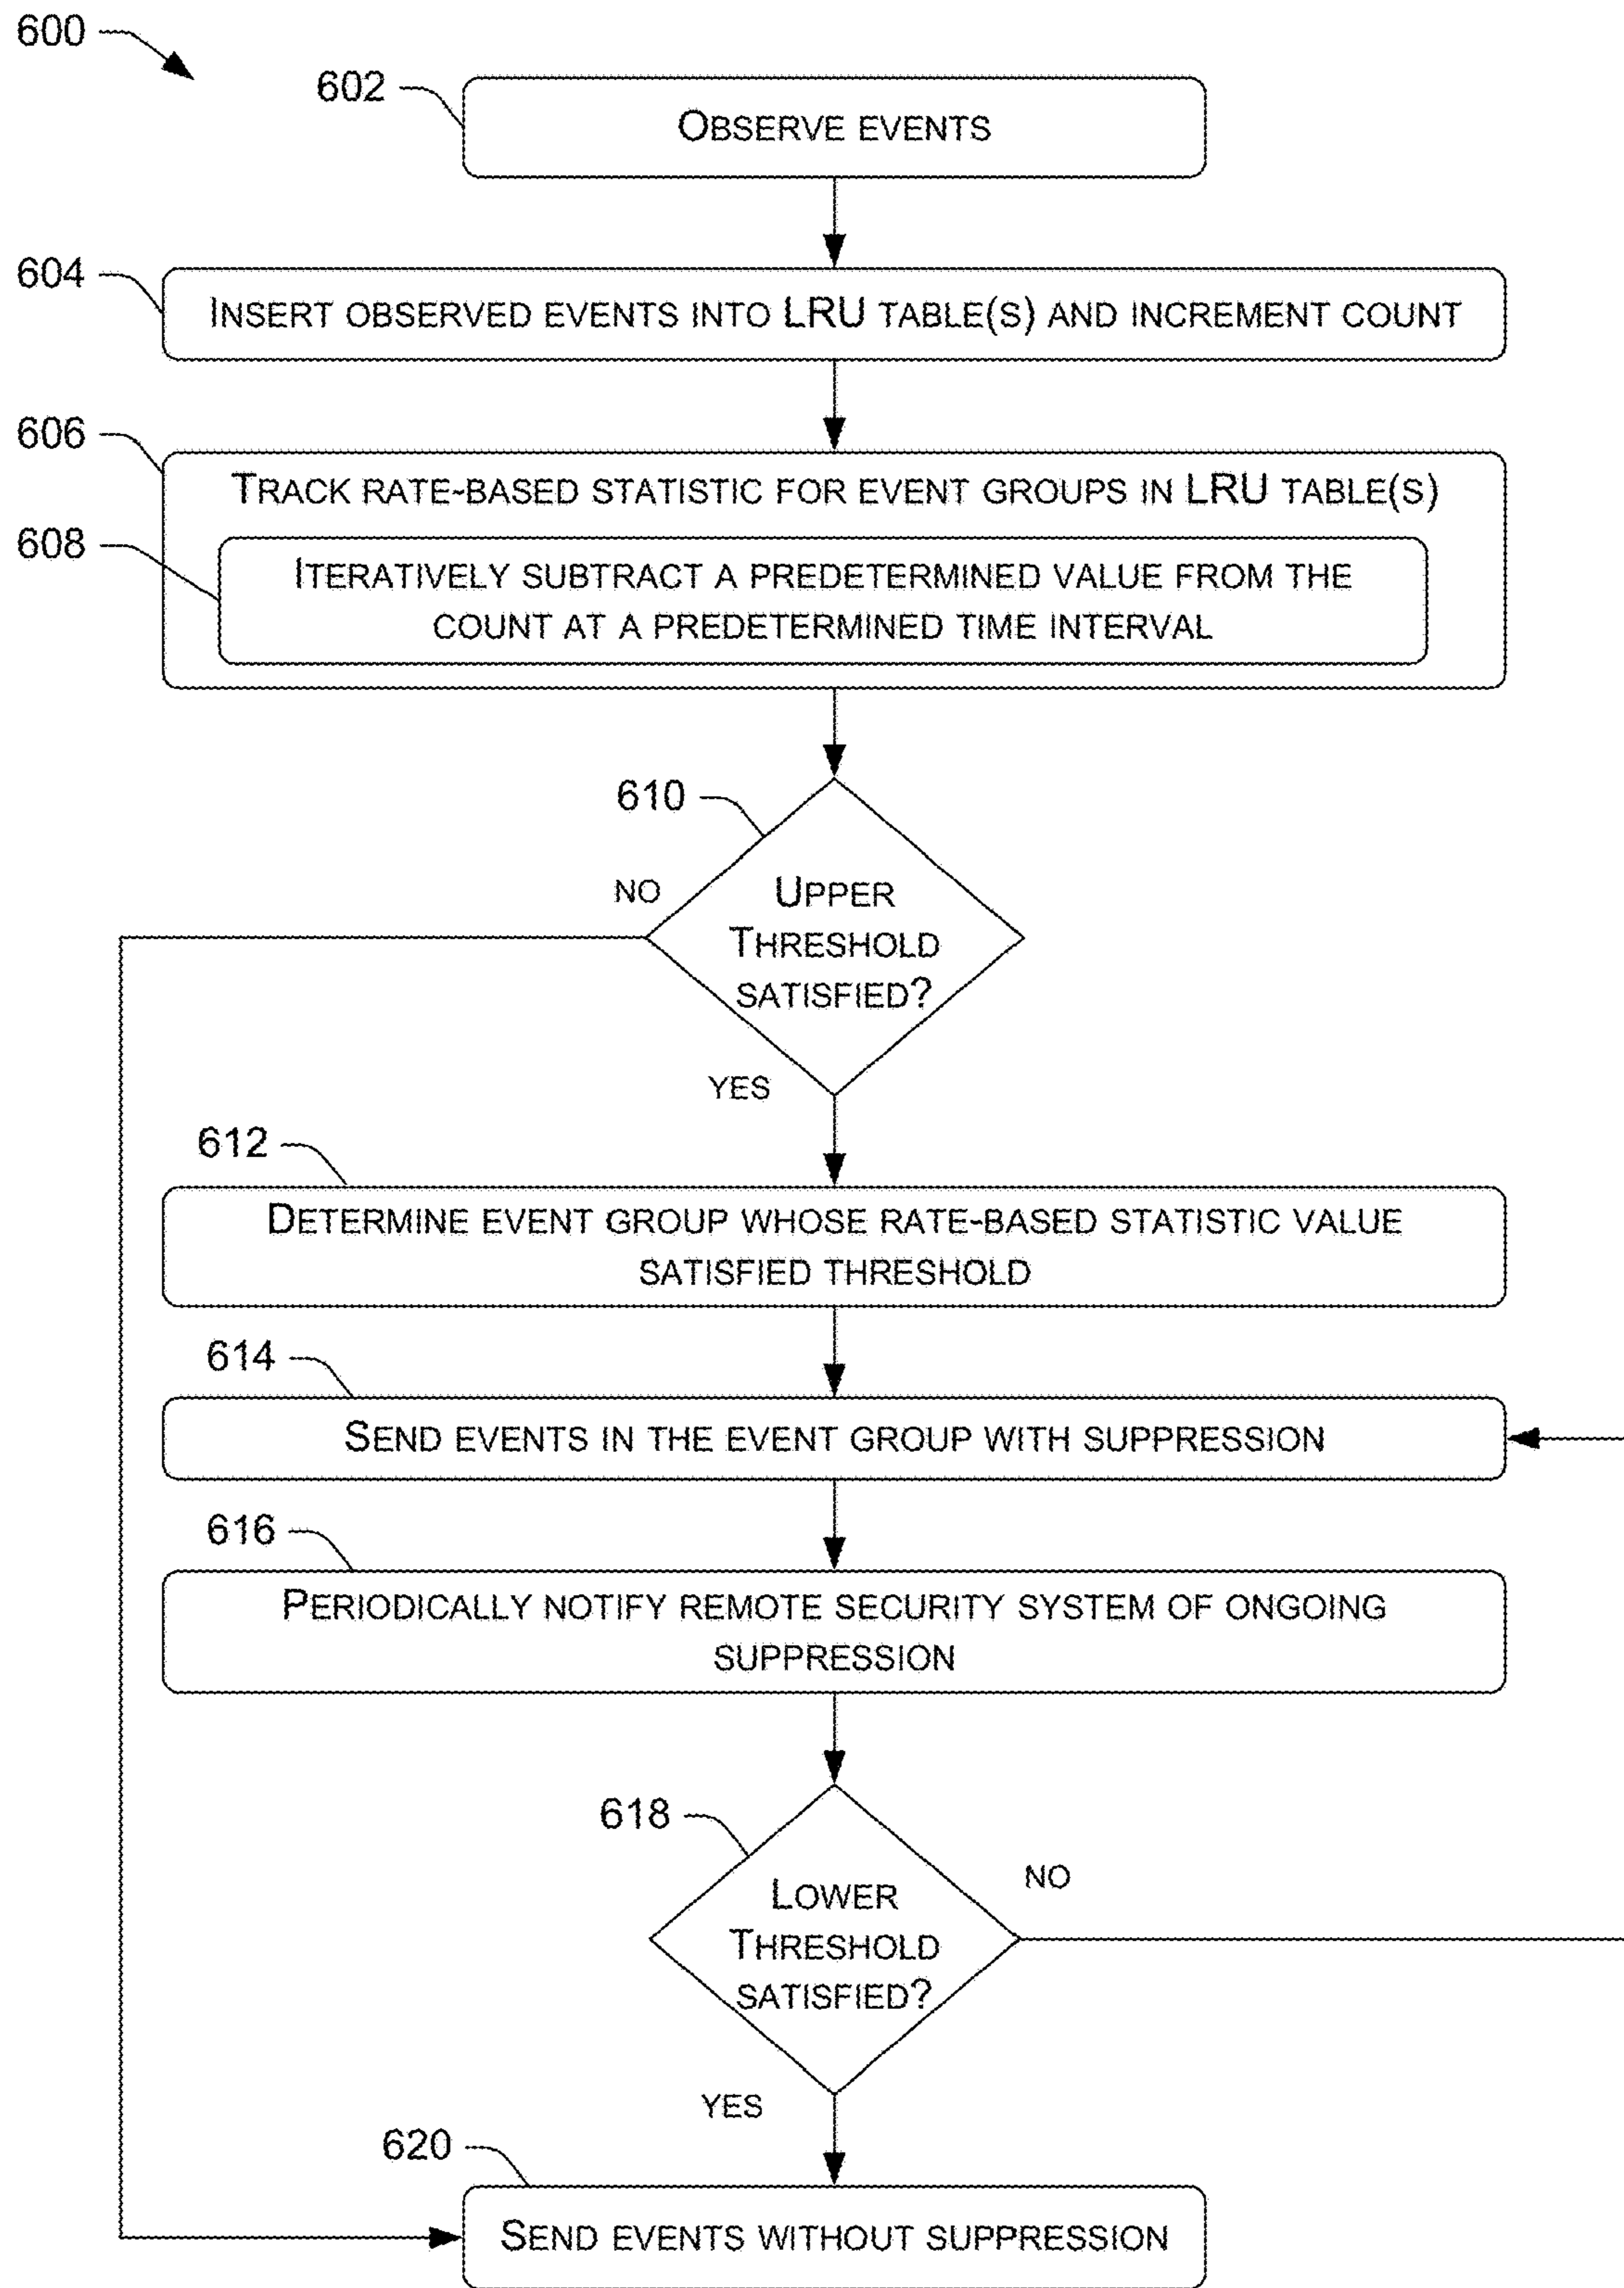 600
602
OBSERVE EVENTS
604
INSERT OBSERVED EVENTS INTO LRU TABLE(S) AND INCREMENT COUNT
606
TRACK RATE-BASED STATISTIC FOR EVENT GROUPS IN LRU TABLE(S)
608
ITERATIVELY SUBTRACT A PREDETERMINED VALUE FROM THE
COUNT AT A PREDETERMINED TIME INTERVAL
610
NO
UPPER
THRESHOLD
SATISFIED?
YES
612
DETERMINE EVENT GROUP WHOSE RATE-BASED STATISTIC VALUE
SATISFIED THRESHOLD
614
SEND EVENTS IN THE EVENT GROUP WITH SUPPRESSION
616
PERIODICALLY NOTIFY REMOTE SECURITY SYSTEM OF ONGOING
SUPPRESSION
618
NO
LOWER
THRESHOLD
SATISFIED?
YES
620
SEND EVENTS WITHOUT SUPPRESSION